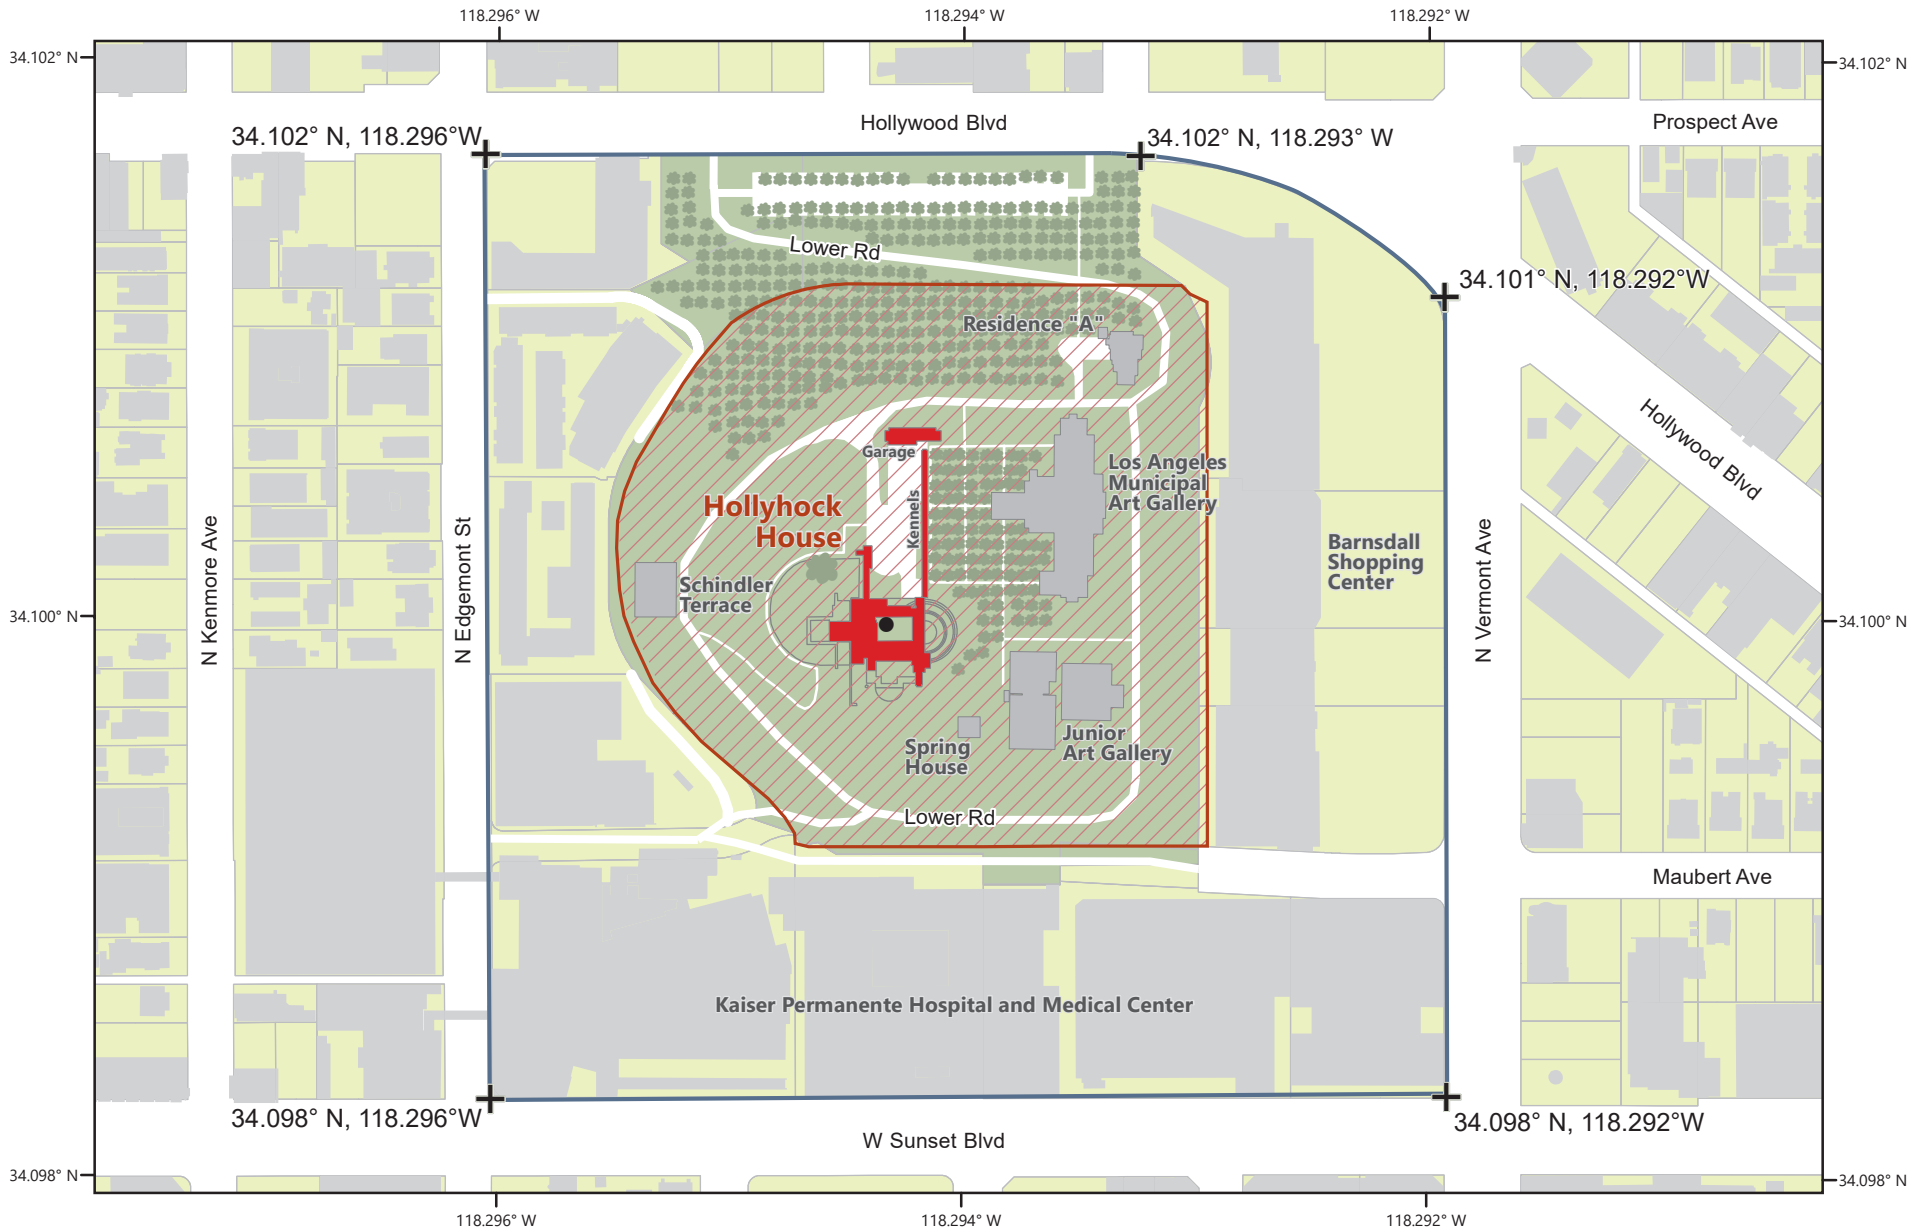 118.296° W
118.294° W
118.292° W
34.102° N
34.102° N
Hollywood Blvd
Prospect Ave
34.102° N, 118.296°W
34.102° N, 118.293° W
Lower Rd
34.101° N, 118.292°W
Residence "A"
Hollywood Blvd
Garage
Los Angeles
Municipal
Art Gallery
Kennels
Hollyhock
House
N Kenmore Ave
N Edgemont St
N Vermont Ave
Barnsdall
Shopping
Center
Schindler
Terrace
34.100° N
34.100° N
Spring
House
Junior
Art Gallery
Lower Rd
Maubert Ave
Kaiser Permanente Hospital and Medical Center
34.098° N, 118.296°W
34.098° N, 118.292°W
W Sunset Blvd
34.098° N
34.098° N
118.296° W
118.294° W
118.292° W